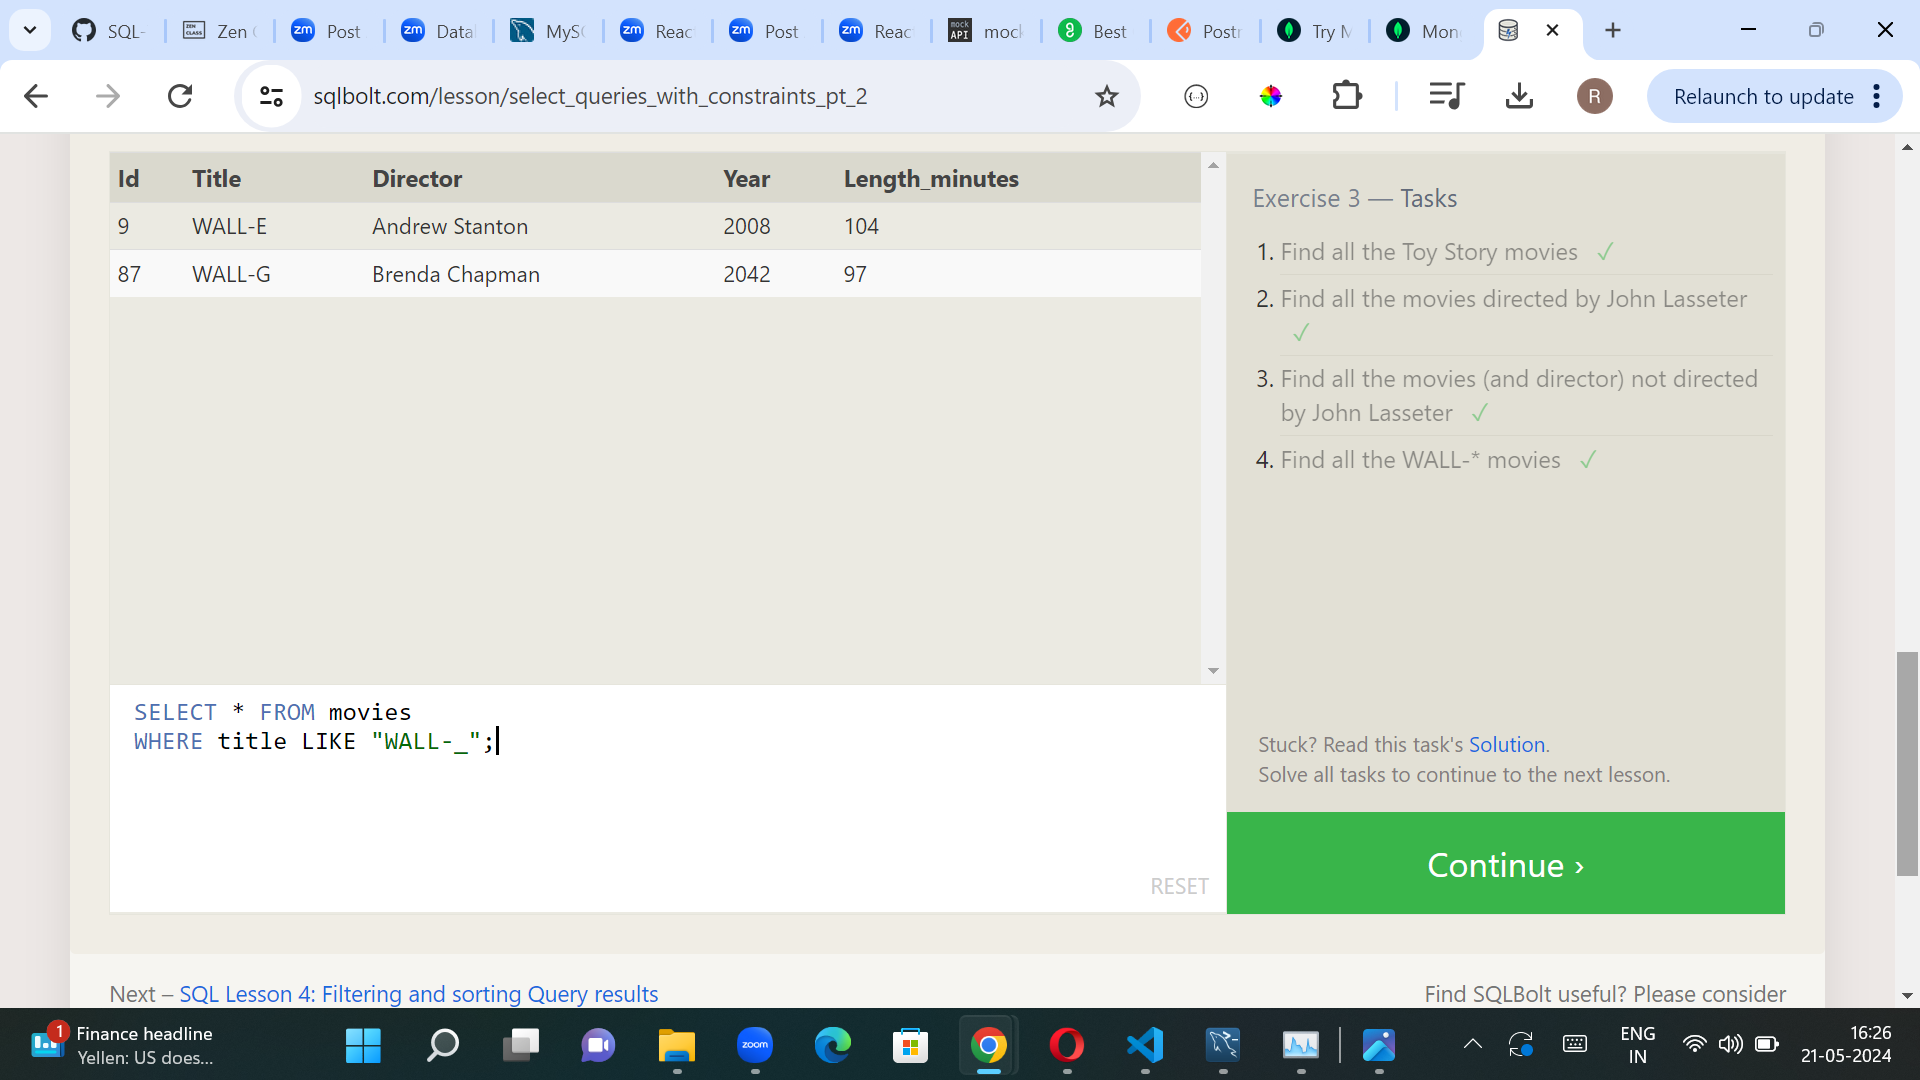 SQL-
Zen
Post
Data
MyS
Reac
Post
Reac
mock
API
mock
Best
Post
Try M
Mon
sqlbolt.com/lesson/select_queries_with_constraints_pt_2
R
Relaunch to update
Id Title Director Year Length_minutes
9 WALL-E Andrew Stanton 2008 104
87 WALL-G Brenda Chapman 2042 97
Exercise 3 — Tasks
1. Find all the Toy Story movies ✓
2. Find all the movies directed by John Lasseter
✓
3. Find all the movies (and director) not directed
by John Lasseter ✓
4. Find all the WALL-* movies ✓
SELECT * FROM movies
WHERE title LIKE "WALL-_";
RESET
Stuck? Read this task's Solution.
Solve all tasks to continue to the next lesson.
Continue ›
Next – SQL Lesson 4: Filtering and sorting Query results
Find SQLBolt useful? Please consider
1
Finance headline
Yellen: US does...
zoom
ENG
IN
16:26
21-05-2024